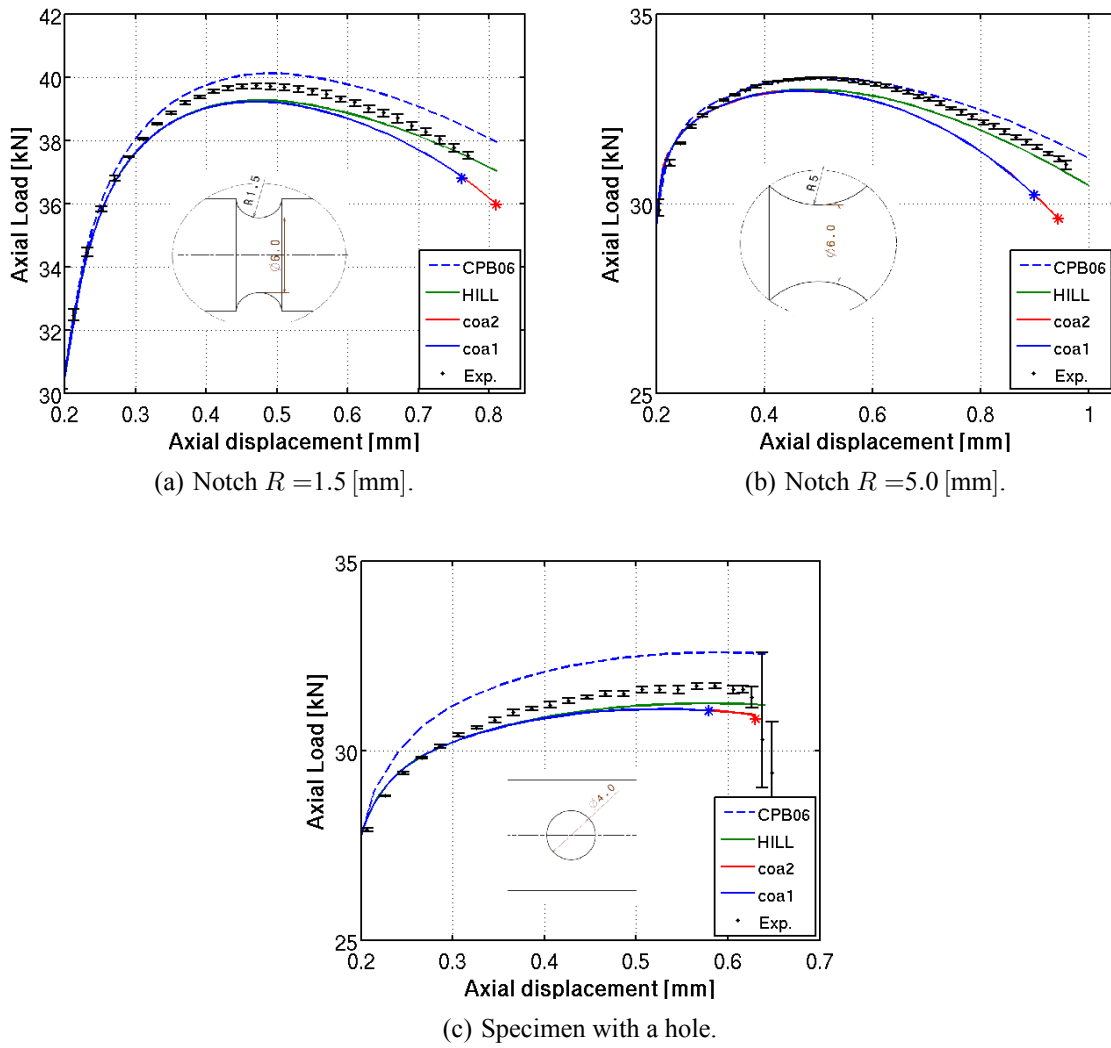 42
41
40
39
38
36
34
32
30
0.2
0.3
0.4
0.5
0.6
0.7
0.8
Axial Load [kN]
Axial displacement [mm]
R1.5
Ø6.0
CPB06
HILL
coa2
coa1
Exp.
(a) Notch R =1.5 [mm].
35
30
25
0.2
0.4
0.6
0.8
1
Axial Load [kN]
Axial displacement [mm]
R5
Ø6.0
CPB06
HILL
coa2
coa1
Exp.
(b) Notch R =5.0 [mm].
35
30
25
0.2
0.3
0.4
0.5
0.6
0.7
Axial Load [kN]
Axial displacement [mm]
Ø4.0
CPB06
HILL
coa2
coa1
Exp.
(c) Specimen with a hole.